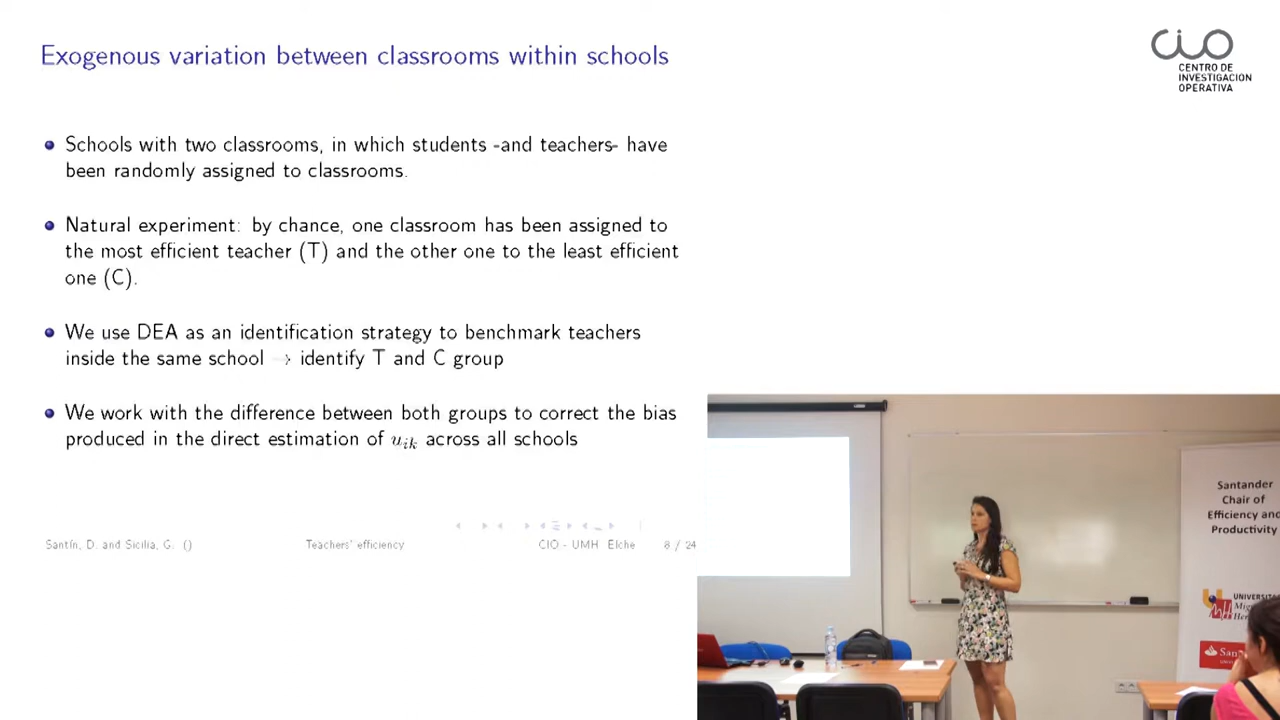 Exogenous variation between classrooms within schools
CIO
CENTRO DE
INVESTIGACION
OPERATIVA
Schools with two classrooms, in which students -and teachers- have
been randomly assigned to classrooms.
Natural experiment: by chance, one classroom has been assigned to
the most efficient teacher (T) and the other one to the least efficient
one (C).
We use DEA as an identification strategy to benchmark teachers
inside the same school → identify T and C group
We work with the difference between both groups to correct the bias
produced in the direct estimation of u_ik across all schools
Santín, D. and Sicilia, G. ()
Teachers' efficiency
CIO - UMH Elche
8 / 24
Santander
Chair of
Efficiency and
Productivity
UNIVERSITA
Mig
He
San